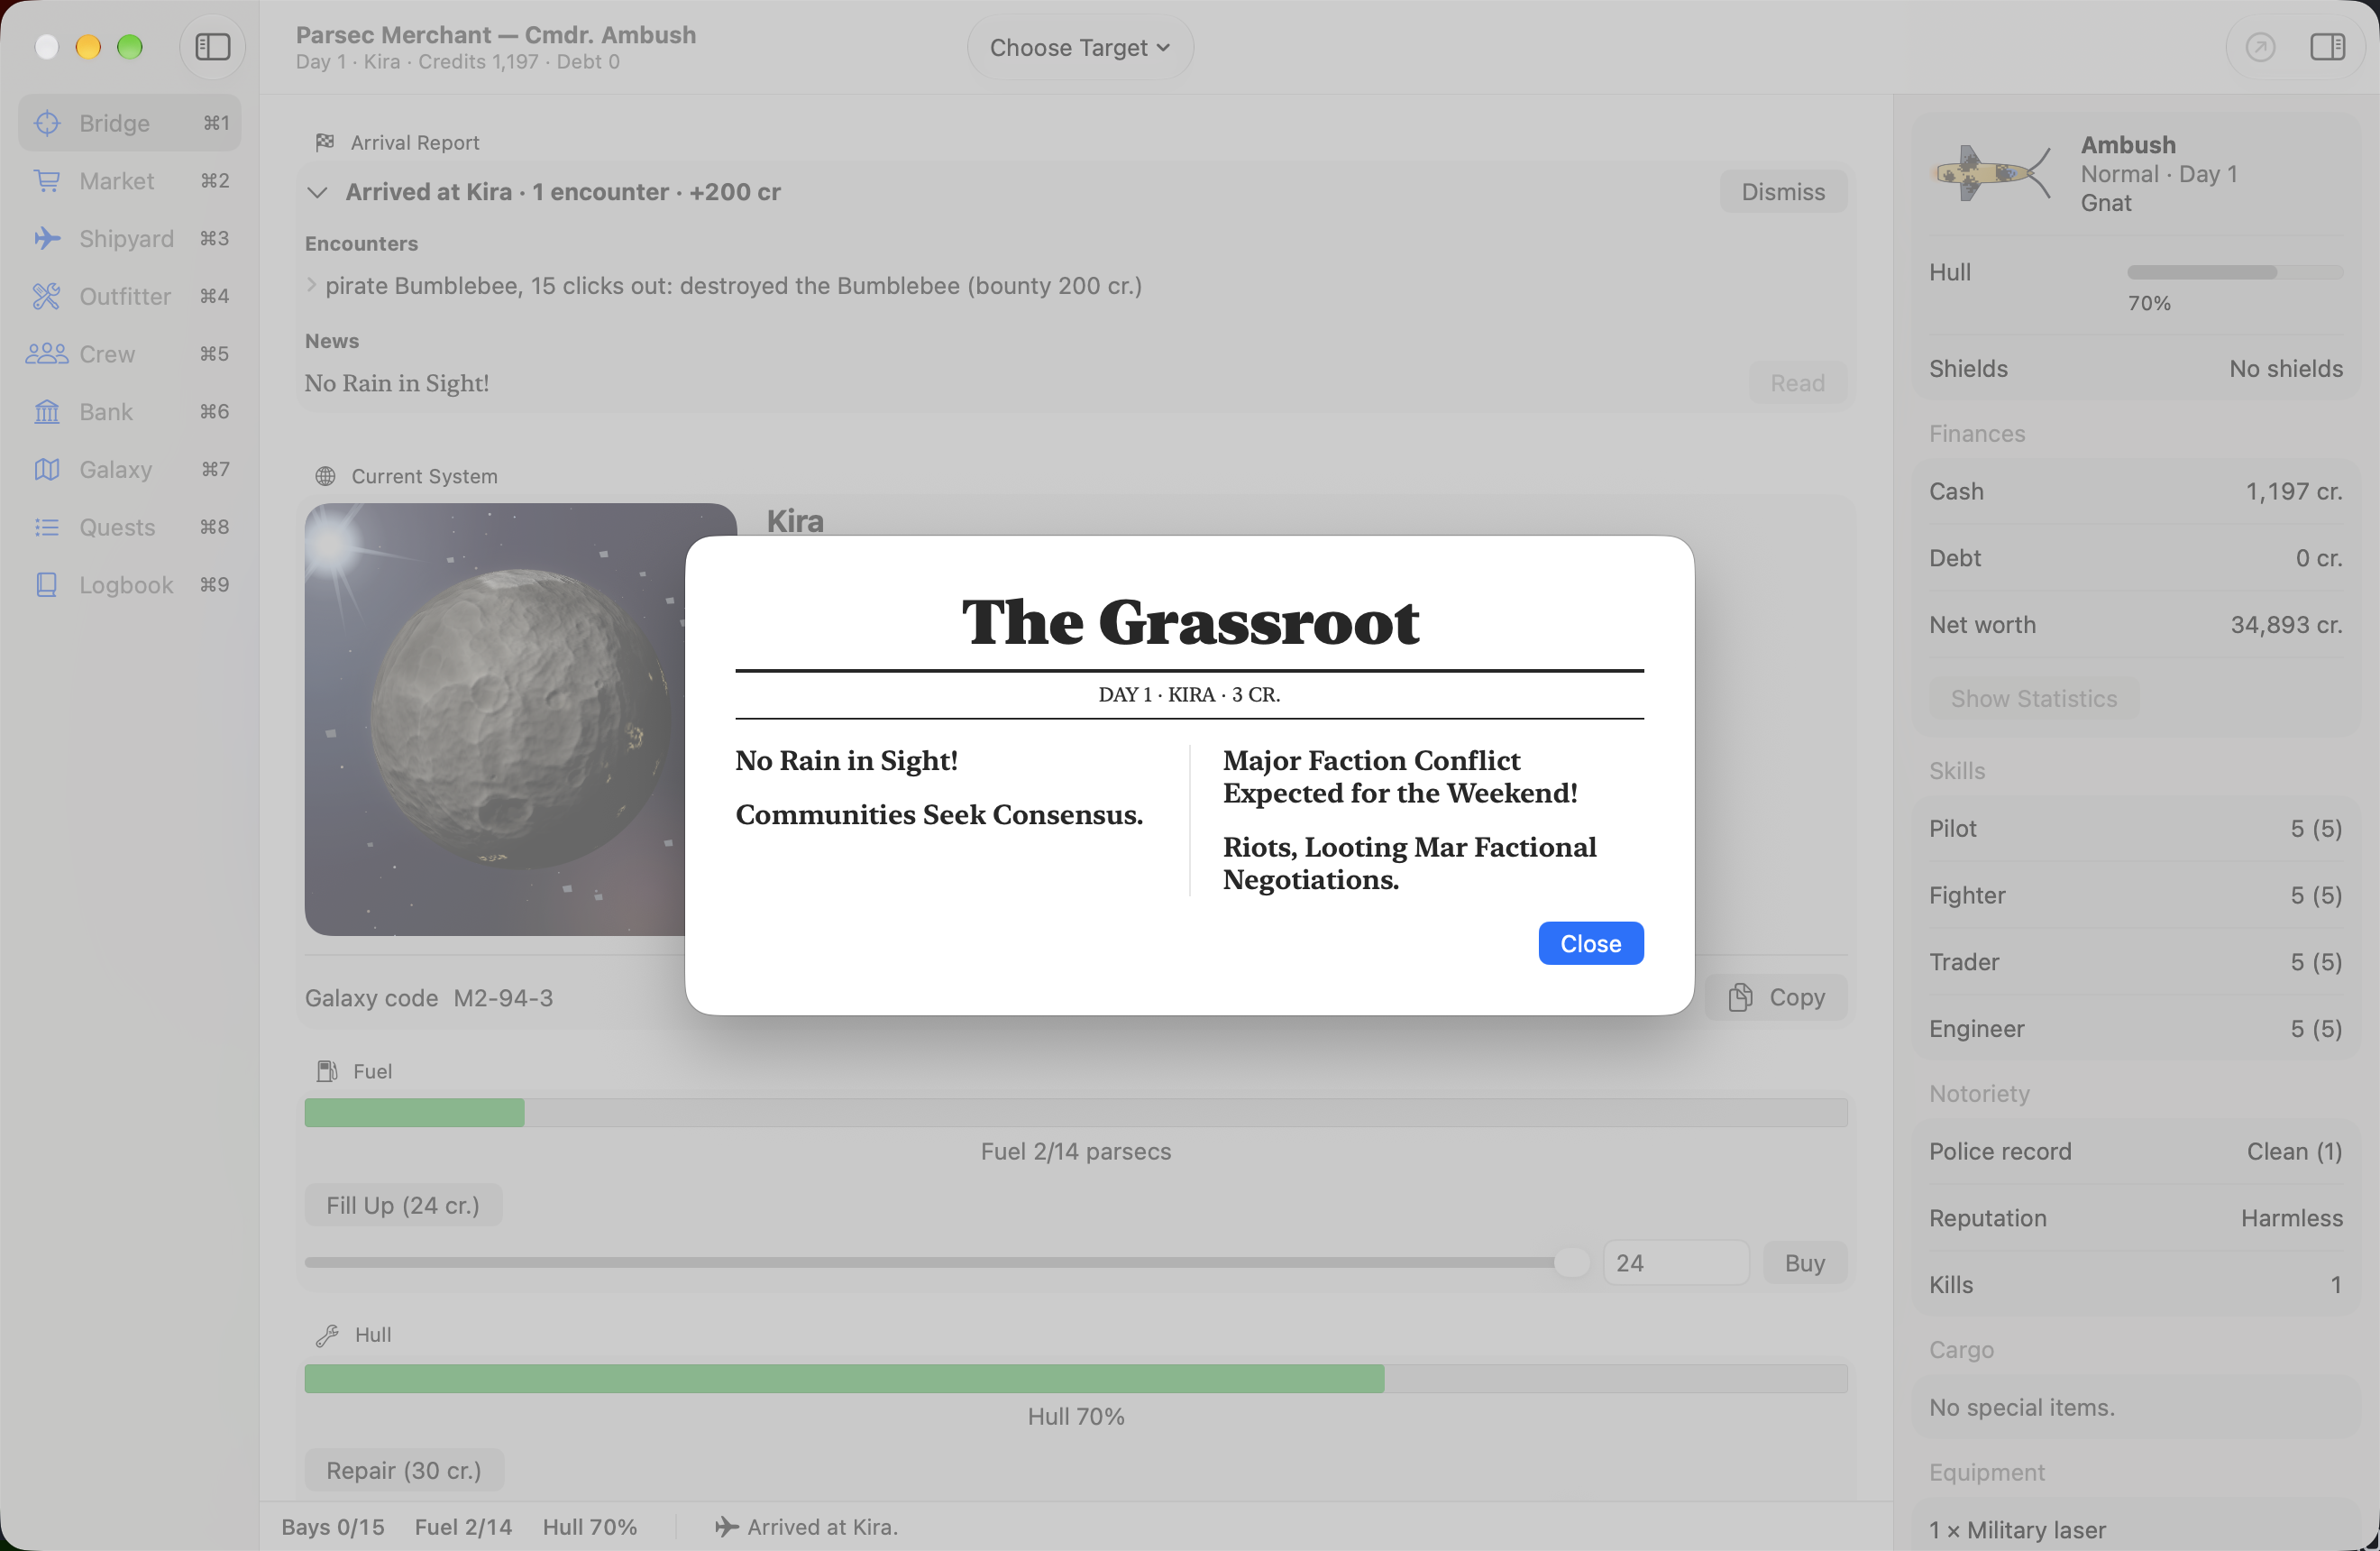 Parsec Merchant — Cmdr. Ambush
Day 1 · Kira · Credits 1,197 · Debt 0
Choose Target
Bridge ⌘1
Market ⌘2
Shipyard ⌘3
Outfitter ⌘4
Crew ⌘5
Bank ⌘6
Galaxy ⌘7
Quests ⌘8
Logbook ⌘9
Arrival Report
Arrived at Kira · 1 encounter · +200 cr
Dismiss
Encounters
pirate Bumblebee, 15 clicks out: destroyed the Bumblebee (bounty 200 cr.)
News
No Rain in Sight!
Read
Current System
Kira
Galaxy code M2-94-3
Copy
Fuel
Fuel 2/14 parsecs
Fill Up (24 cr.)
24
Buy
Hull
Hull 70%
Repair (30 cr.)
The Grassroot
DAY 1 · KIRA · 3 CR.
No Rain in Sight!
Communities Seek Consensus.
Major Faction Conflict
Expected for the Weekend!
Riots, Looting Mar Factional
Negotiations.
Close
Ambush
Normal · Day 1
Gnat
Hull
70%
Shields No shields
Finances
Cash 1,197 cr.
Debt 0 cr.
Net worth 34,893 cr.
Show Statistics
Skills
Pilot 5 (5)
Fighter 5 (5)
Trader 5 (5)
Engineer 5 (5)
Notoriety
Police record Clean (1)
Reputation Harmless
Kills 1
Cargo
No special items.
Equipment
1 × Military laser
Bays 0/15 Fuel 2/14 Hull 70% Arrived at Kira.